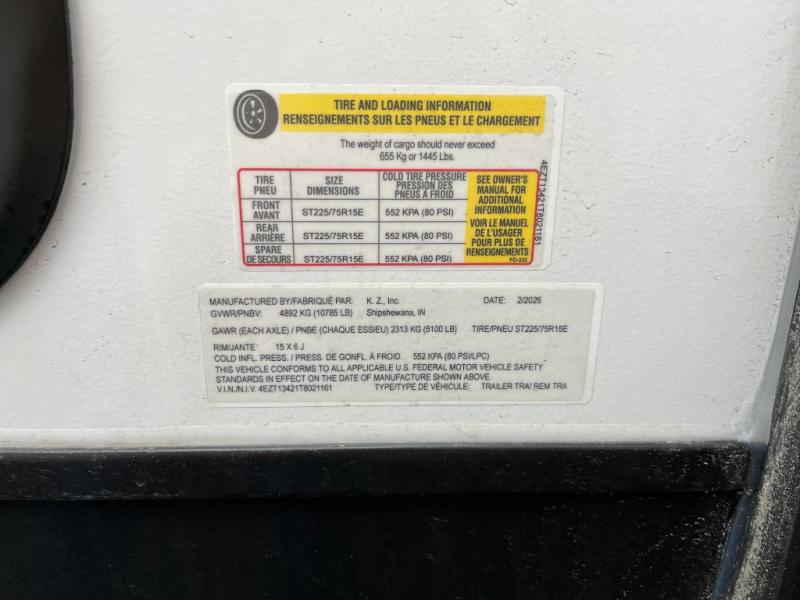 TIRE AND LOADING INFORMATION
RENSEIGNEMENTS SUR LES PNEUS ET LE CHARGEMENT
The weight of cargo should never exceed
655 Kg or 1445 Lbs.
TIRE PNEU SIZE DIMENSIONS COLD TIRE PRESSURE PRESSION DES PNEUS À FROID
FRONT AVANT ST225/75R15E 552 KPA (80 PSI)
REAR ARRIÈRE ST225/75R15E 552 KPA (80 PSI)
SPARE DE SECOURS ST225/75R15E 552 KPA (80 PSI)
SEE OWNER'S
MANUAL FOR
ADDITIONAL
INFORMATION
VOIR LE MANUEL
DE L'USAGER
POUR PLUS DE
RENSEIGNEMENTS
FD-332
4EZT13421T8021161
MANUFACTURED BY/FABRIQUÉ PAR: K. Z., Inc. DATE: 2/2026
GVWR/PNBV: 4892 KG (10785 LB) Shipshewana, IN
GAWR (EACH AXLE) / PNBE (CHAQUE ESSIEU) 2313 KG (5100 LB) TIRE/PNEU ST225/75R15E
RIM/JANTE 15 X 6 J
COLD INFL. PRESS. / PRESS. DE GONFL. À FROID 552 KPA (80 PSI/LPC)
THIS VEHICLE CONFORMS TO ALL APPLICABLE U.S. FEDERAL MOTOR VEHICLE SAFETY
STANDARDS IN EFFECT ON THE DATE OF MANUFACTURE SHOWN ABOVE.
V.I.N./N.I.V. 4EZT13421T8021161 TYPE/TYPE DE VÉHICULE: TRAILER TRA/ REM TRA